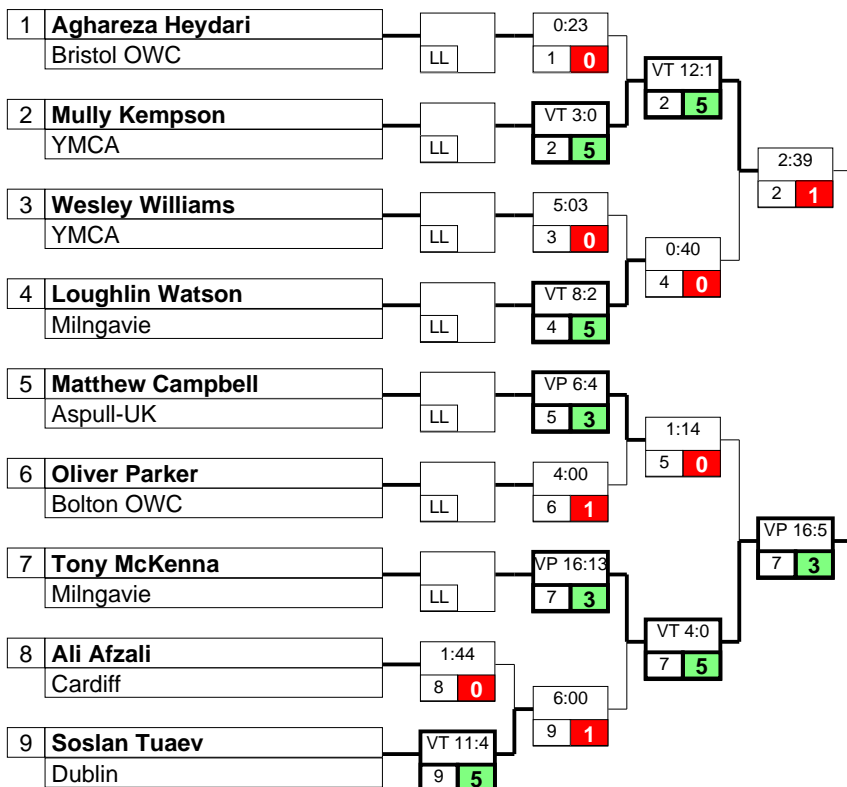 1 Aghareza Heydari
Bristol OWC
LL
0:23
1 0
VT 12:1
2 5
2 Mully Kempson
YMCA
LL
VT 3:0
2 5
2:39
2 1
3 Wesley Williams
YMCA
LL
5:03
3 0
0:40
4 0
4 Loughlin Watson
Milngavie
LL
VT 8:2
4 5
5 Matthew Campbell
Aspull-UK
LL
VP 6:4
5 3
1:14
5 0
6 Oliver Parker
Bolton OWC
LL
4:00
6 1
VP 16:5
7 3
7 Tony McKenna
Milngavie
LL
VP 16:13
7 3
VT 4:0
7 5
8 Ali Afzali
Cardiff
1:44
8 0
6:00
9 1
9 Soslan Tuaev
Dublin
VT 11:4
9 5